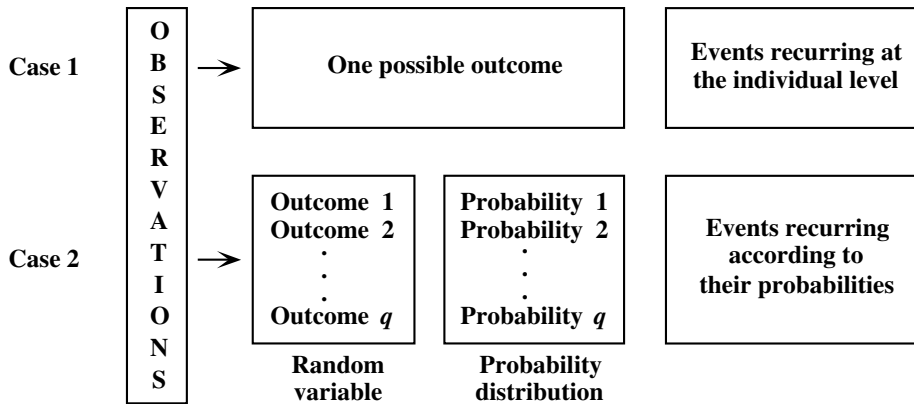 Case 1
O
B
S
E
R
V
A
T
I
O
N
S
One possible outcome
Events recurring at
the individual level
Case 2
Outcome 1
Outcome 2
.
.
.
Outcome q
Random
variable
Probability 1
Probability 2
.
.
.
Probability q
Probability
distribution
Events recurring
according to
their probabilities